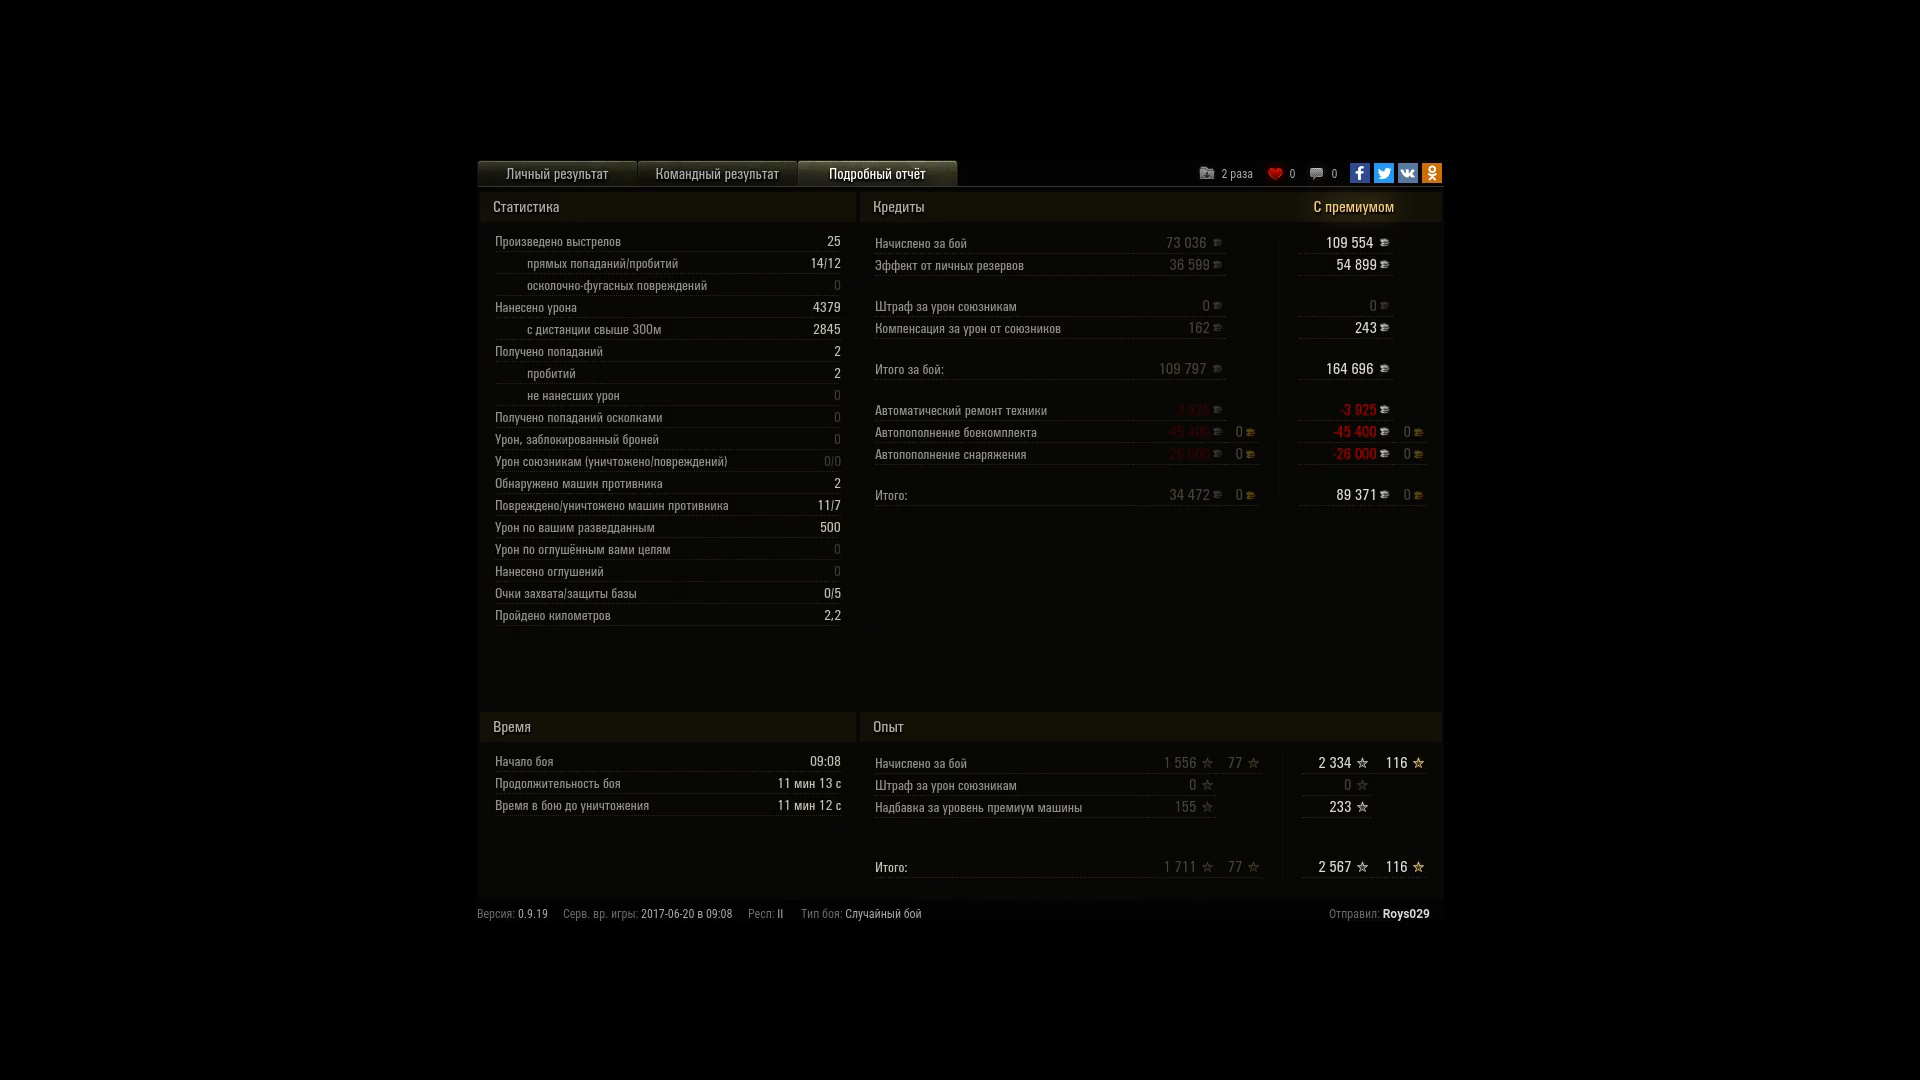 Личный результат Командный результат Подробный отчёт 2 раза 0 0
Статистика
Произведено выстрелов 25
прямых попаданий/пробитий 14/12
осколочно-фугасных повреждений 0
Нанесено урона 4379
с дистанции свыше 300м 2845
Получено попаданий 2
пробитий 2
не нанесших урон 0
Получено попаданий осколками 0
Урон, заблокированный броней 0
Урон союзникам (уничтожено/повреждений) 0/0
Обнаружено машин противника 2
Повреждено/уничтожено машин противника 11/7
Урон по вашим разведданным 500
Урон по оглушённым вами целям 0
Нанесено оглушений 0
Очки захвата/защиты базы 0/5
Пройдено километров 2,2
Кредиты С премиумом
Начислено за бой 73 036 109 554
Эффект от личных резервов 36 599 54 899
Штраф за урон союзникам 0 0
Компенсация за урон от союзников 162 243
Итого за бой: 109 797 164 696
Автоматический ремонт техники -3 925 -3 925
Автопополнение боекомплекта -45 400 0 -45 400 0
Автопополнение снаряжения -26 000 0 -26 000 0
Итого: 34 472 0 89 371 0
Время
Начало боя 09:08
Продолжительность боя 11 мин 13 с
Время в бою до уничтожения 11 мин 12 с
Опыт
Начислено за бой 1 556 77 2 334 116
Штраф за урон союзникам 0 0
Надбавка за уровень премиум машины 155 233
Итого: 1 711 77 2 567 116
Версия: 0.9.19 Серв. вр. игры: 2017-06-20 в 09:08 Респ: II Тип боя: Случайный бой Отправил: Roys029